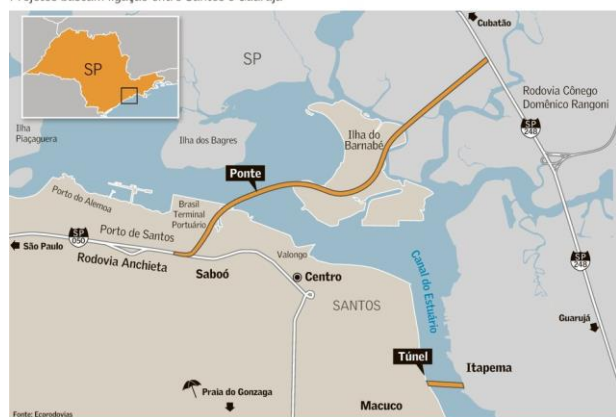 Projetos buscam ligação entre Santos e Guarujá
SP
SP
Cubatão
Rodovia Cônego
Domênico Rangoni
SP
248
Ilha
Piaçaguera
Ilha dos Bagres
Ilha do
Barnabé
Ponte
Porto do Alemoa
Brasil
Terminal
Portuário
Porto de Santos
SP
050
São Paulo
Rodovia Anchieta
Saboó
Valongo
Centro
SANTOS
Canal do Estuário
SP
248
Guarujá
Túnel
Itapema
Praia do Gonzaga
Macuco
Fonte: Ecorodovias